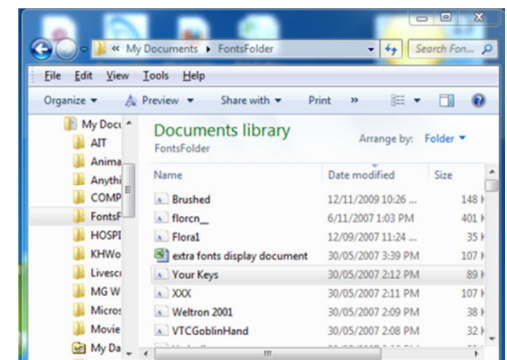 « My Documents ▸ FontsFolder
Search Fon...
File Edit View Tools Help
Organize Preview Share with Print »
My Docu
AIT
Anima
Anythi
COMP
FontsF
HOSPI
KHWo
Livescr
MG W
Micros
Movie
My Da
Documents library
FontsFolder
Arrange by: Folder
Name Date modified Size
Brushed 12/11/2009 10:26 ... 148 K
florcn_ 6/11/2007 1:03 PM 401 K
Flora1 12/09/2007 11:24 ... 35 K
extra fonts display document 30/05/2007 3:39 PM 107 K
Your Keys 30/05/2007 2:12 PM 89 K
XXX 30/05/2007 2:11 PM 107 K
Weltron 2001 30/05/2007 2:09 PM 38 K
VTCGoblinHand 30/05/2007 2:08 PM 32 K